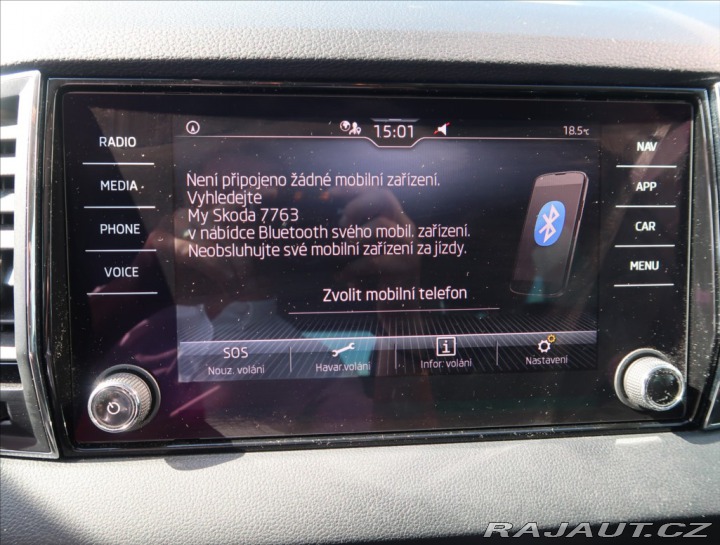 RADIO
MEDIA
PHONE
VOICE
15:01
18.5°C
Není připojeno žádné mobilní zařízení.
Vyhledejte
My Skoda 7763
v nábídce Bluetooth svého mobil. zařízení.
Neobsluhujte své mobilní zařízení za jízdy.
Zvolit mobilní telefon
SOS
Nouz. volání
Havar.volání
Infor. volání
Nastavení
NAV
APP
CAR
MENU
RAJAUT.CZ